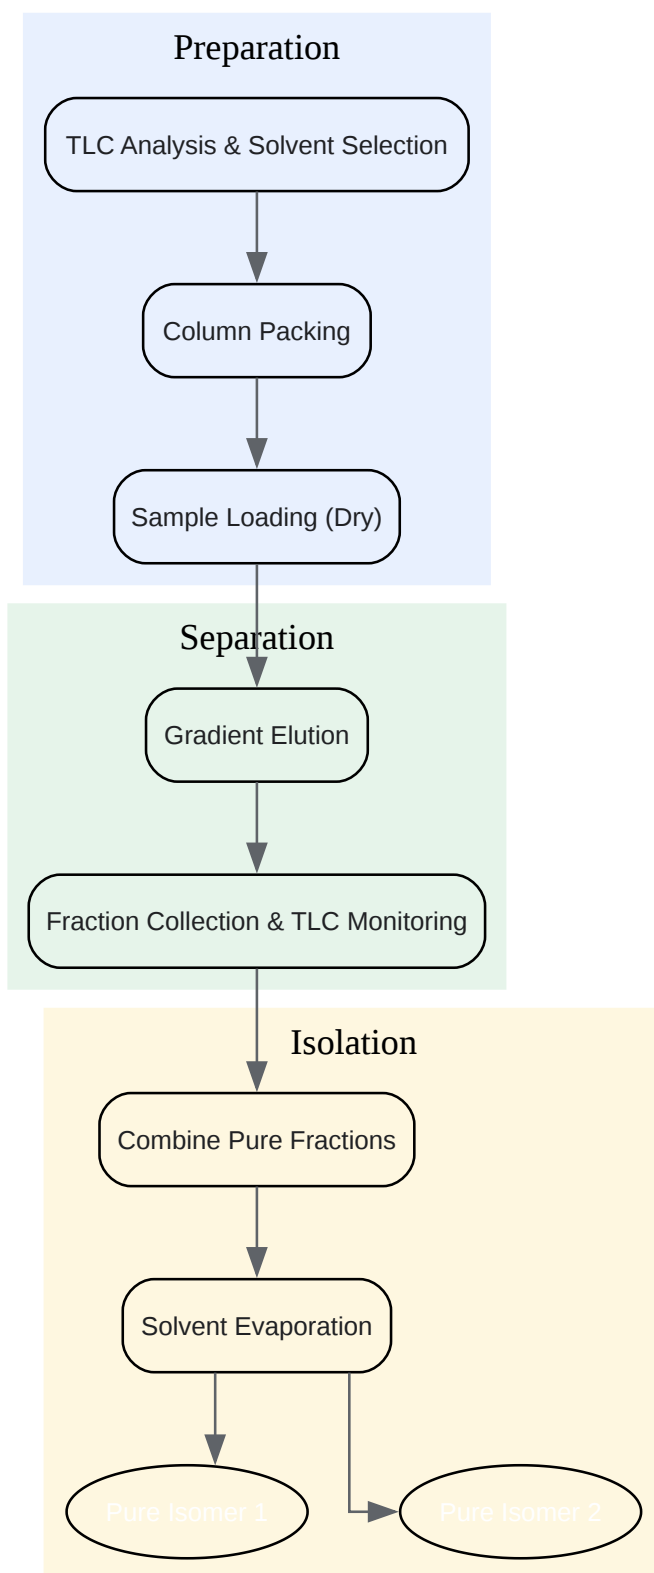 Preparation
TLC Analysis & Solvent Selection
Column Packing
Sample Loading (Dry)
Separation
Gradient Elution
Fraction Collection & TLC Monitoring
Isolation
Combine Pure Fractions
Solvent Evaporation
Pure Isomer 1
Pure Isomer 2